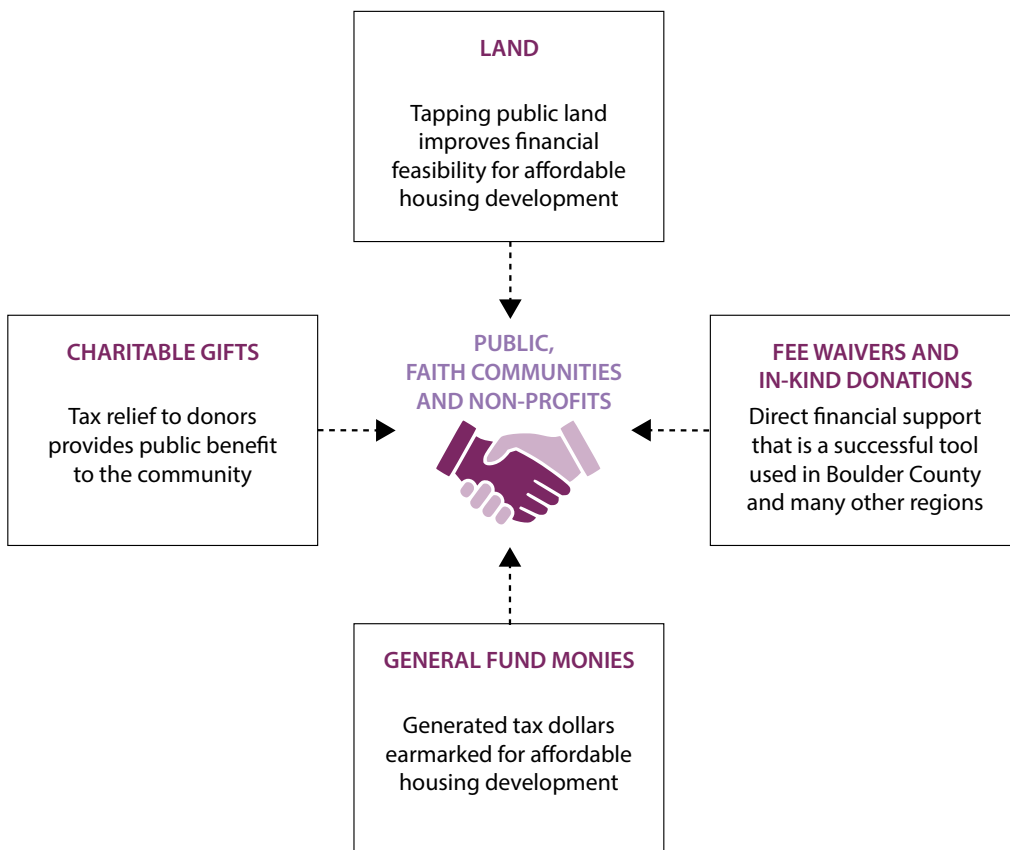 LAND
Tapping public land
improves financial
feasibility for affordable
housing development
CHARITABLE GIFTS
Tax relief to donors
provides public benefit
to the community
PUBLIC,
FAITH COMMUNITIES
AND NON-PROFITS
FEE WAIVERS AND
IN-KIND DONATIONS
Direct financial support
that is a successful tool
used in Boulder County
and many other regions
GENERAL FUND MONIES
Generated tax dollars
earmarked for affordable
housing development